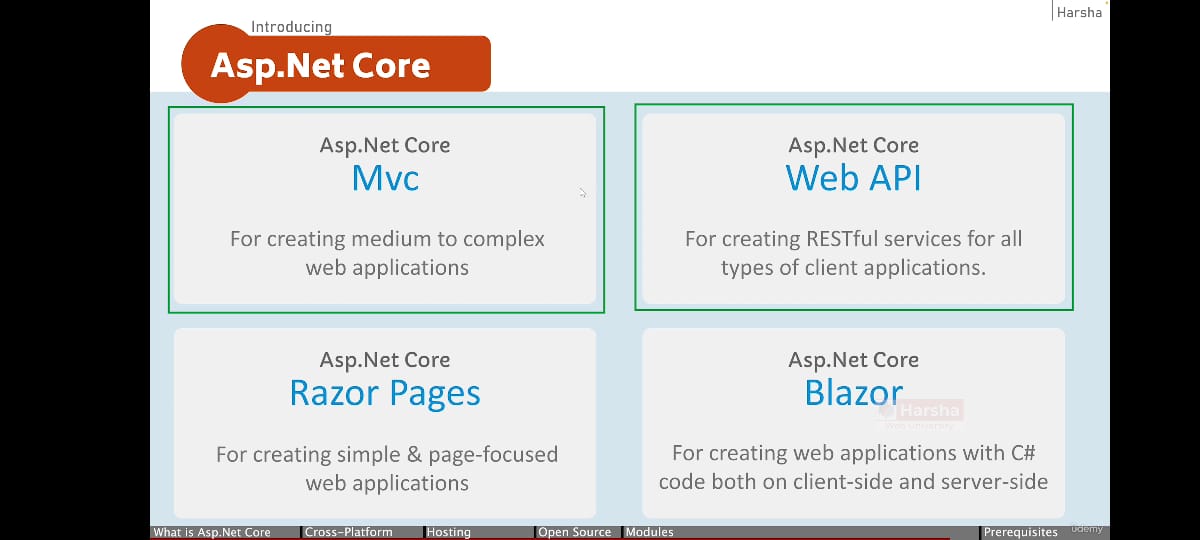 Harsha
Introducing
Asp.Net Core
Asp.Net Core
Mvc
For creating medium to complex
web applications
Asp.Net Core
Web API
For creating RESTful services for all
types of client applications.
Asp.Net Core
Razor Pages
For creating simple & page-focused
web applications
Asp.Net Core
Blazor
Harsha
Web University
For creating web applications with C#
code both on client-side and server-side
What is Asp.Net Core
Cross-Platform
Hosting
Open Source
Modules
Prerequisites
udemy